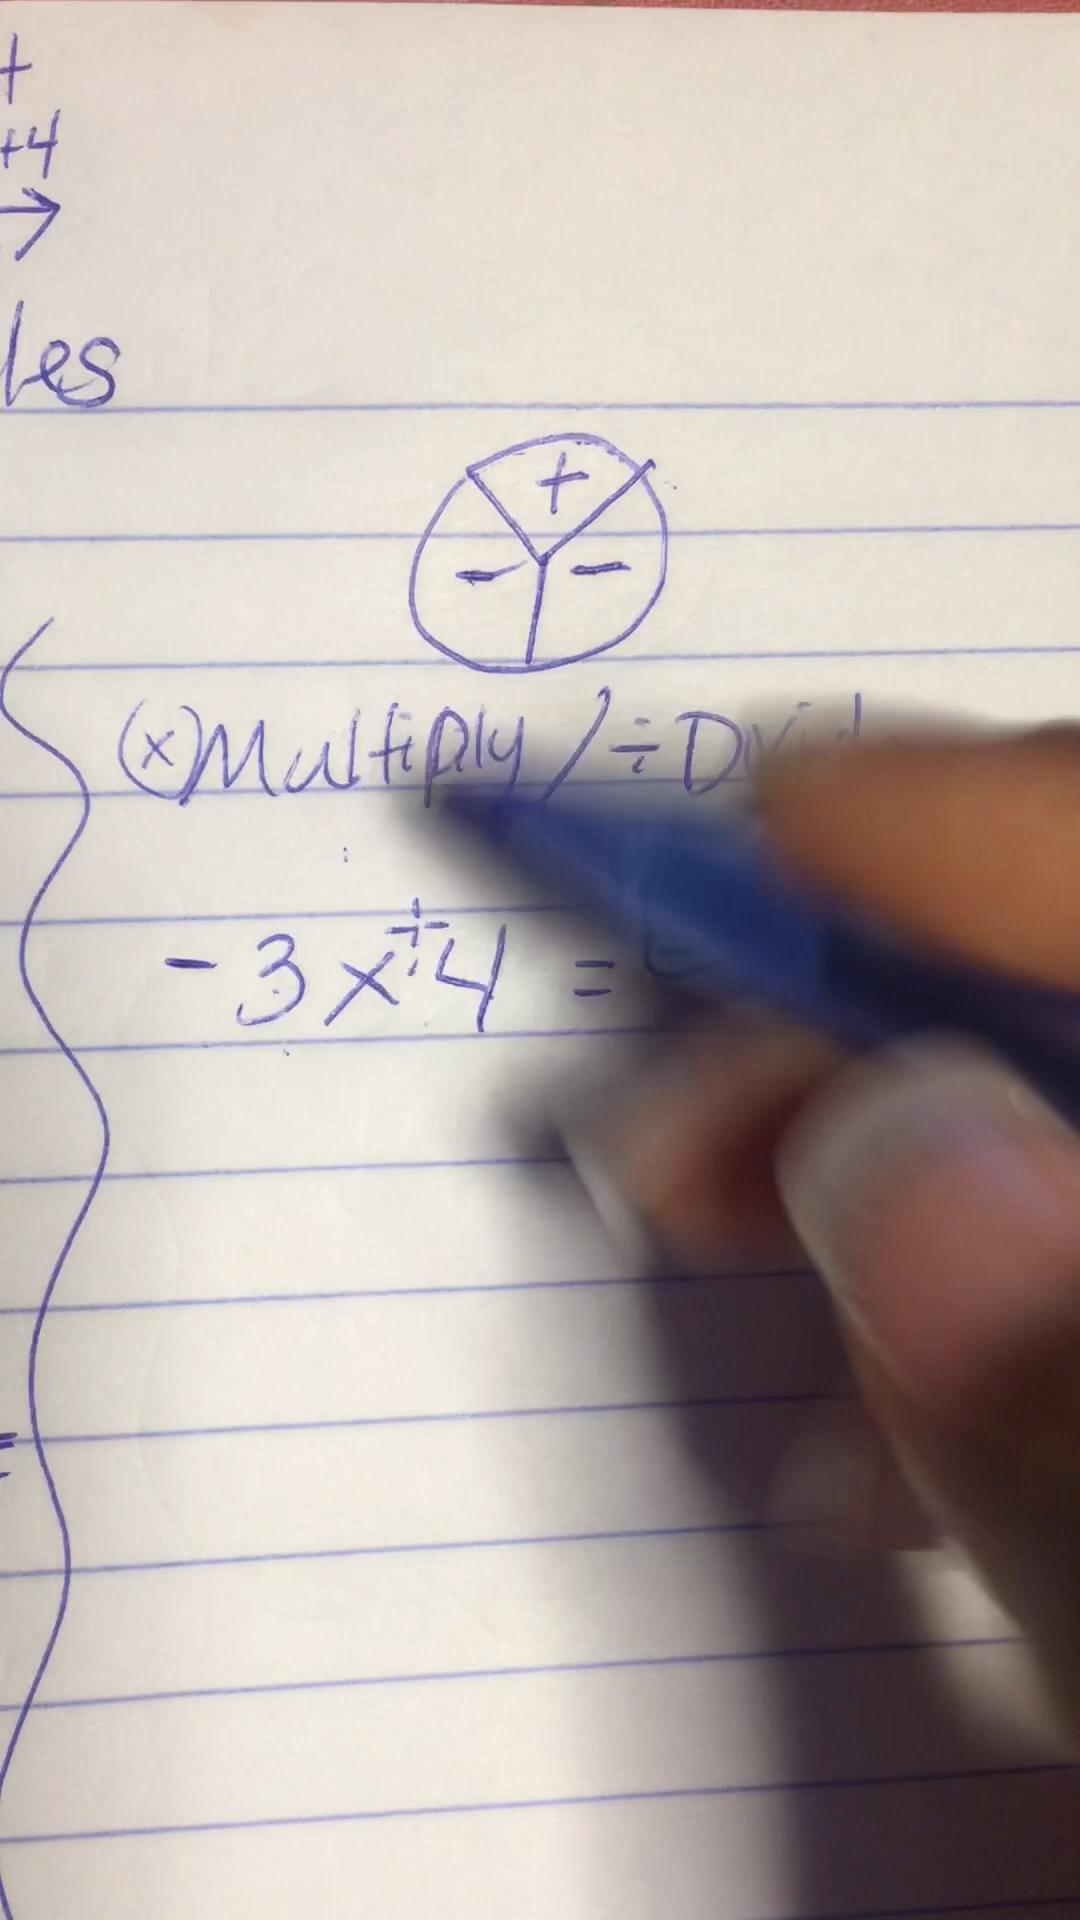 +
+4
les
+
- -
(x) Multiply / ÷
- 3 x +4 =
=